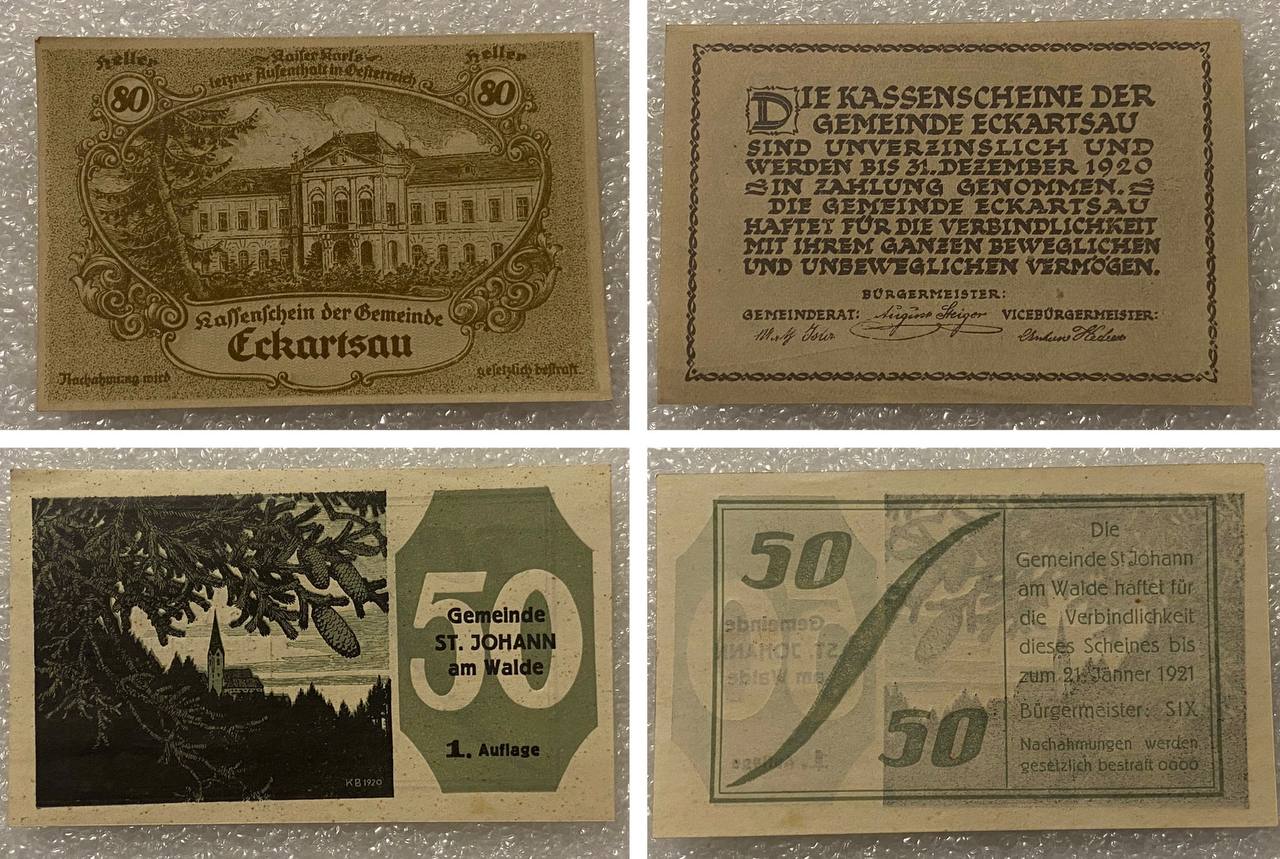 Heller Kaiser Karl's Heller
letzter Aufenthalt in Oesterreich
80 80
Kassenschein der Gemeinde
Eckartsau
Nachahmung wird gesetzlich bestraft.
DIE KASSENSCHEINE DER
GEMEINDE ECKARTSAU
SIND UNVERZINSLICH UND
WERDEN BIS 31. DEZEMBER 1920
IN ZAHLUNG GENOMMEN.
DIE GEMEINDE ECKARTSAU
HAFTET FÜR DIE VERBINDLICHKEIT
MIT IHREM GANZEN BEWEGLICHEN
UND UNBEWEGLICHEN VERMÖGEN.
BÜRGERMEISTER:
GEMEINDERAT: VICEBÜRGERMEISTER:
50
Gemeinde
ST. JOHANN
am Walde
1. Auflage
KB 1920
50
50
Die
Gemeinde St. Johann
am Walde haftet für
die Verbindlichkeit
dieses Scheines bis
zum 21. Jänner 1921
Bürgermeister: SIX
Nachahmungen werden
gesetzlich bestraft oooo